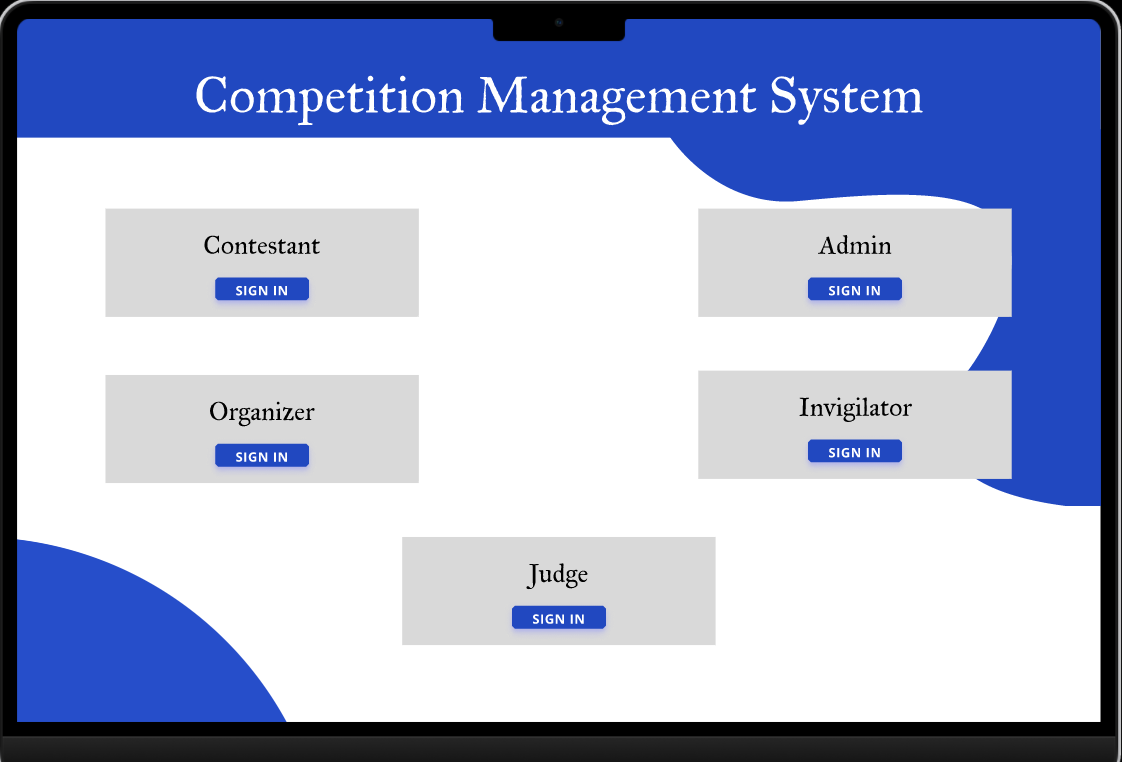 Competition Management System
Contestant
SIGN IN
Admin
SIGN IN
Organizer
SIGN IN
Invigilator
SIGN IN
Judge
SIGN IN